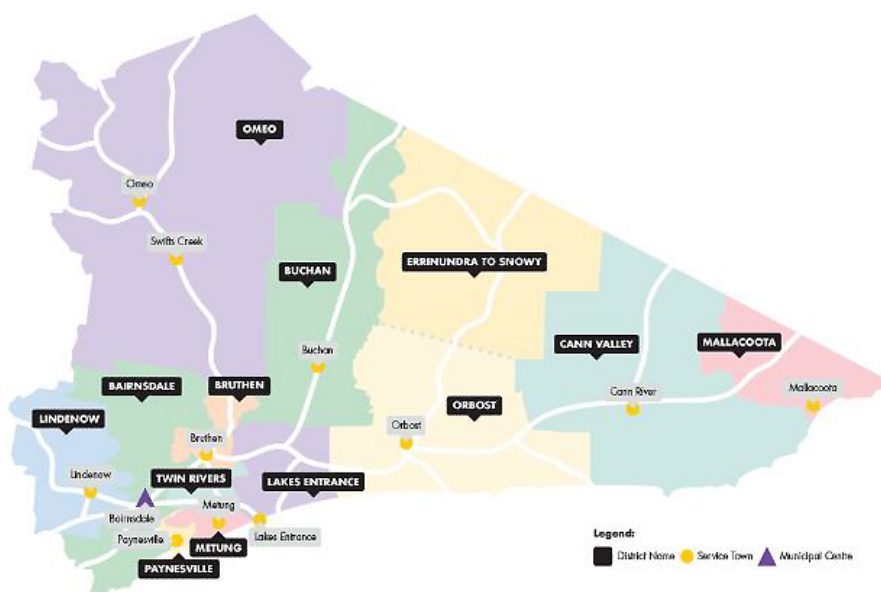 OMEO
Omeo
Swifts Creek
BUCHAN
ERRINUNDRA TO SNOWY
CANN VALLEY
MALLACOOTA
Buchan
BAIRNSDALE
BRUTHEN
Cann River
Mallacoota
LINDENOW
ORBOST
Bruthen
Orbost
Lindenow
TWIN RIVERS
LAKES ENTRANCE
Metung
Bairnsdale
Lakes Entrance
Paynesville
METUNG
PAYNESVILLE
Legend:
District Name
Service Town
Municipal Centre